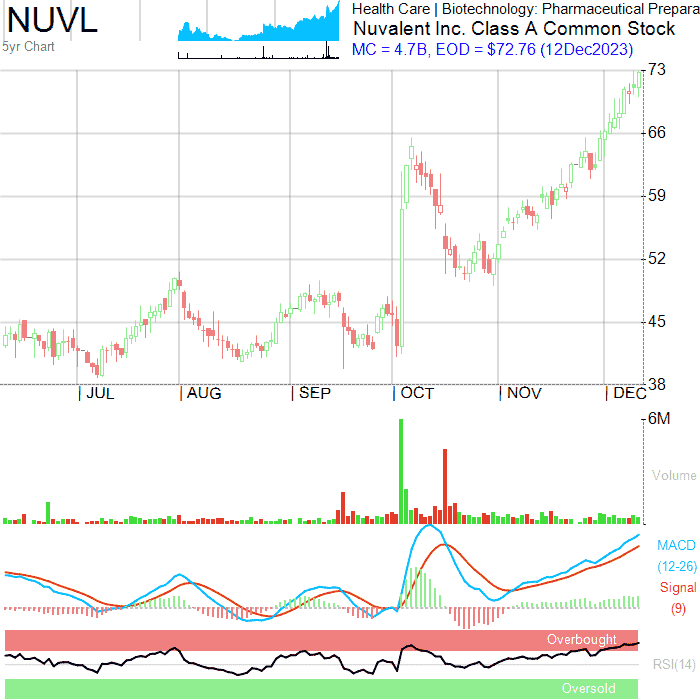 NUVL
5yr Chart
Health Care | Biotechnology: Pharmaceutical Prepara
Nuvalent Inc. Class A Common Stock
MC = 4.7B, EOD = $72.76 (12Dec2023)
73
66
59
52
45
38
JUL AUG SEP OCT NOV DEC
6M
Volume
MACD
(12-26)
Signal
(9)
Overbought
RSI(14)
Oversold